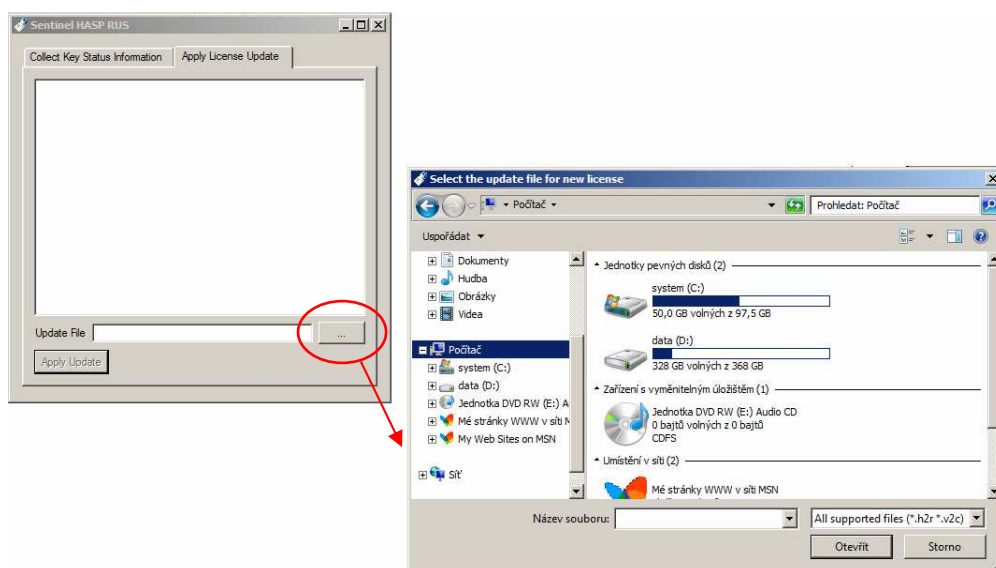 Sentinel HASP RUS
Collect Key Status Information
Apply License Update
Update File
...
Apply Update
Select the update file for new license
Počítač
Prohledat: Počítač
Uspořádat
Dokumenty
Hudba
Obrázky
Videa
Počítač
system (C:)
data (D:)
Jednotka DVD RW (E:) A
Mé stránky WWW v síti M
My Web Sites on MSN
Síť
Jednotky pevných disků (2)
system (C:)
50,0 GB volných z 97,5 GB
data (D:)
328 GB volných z 368 GB
Zařízení s vyměnitelným úložištěm (1)
Jednotka DVD RW (E:) Audio CD
0 bajtů volných z 0 bajtů
CDFS
Umístění v síti (2)
Mé stránky WWW v síti MSN
Název souboru:
All supported files (*.h2r *.v2c)
Otevřít
Storno